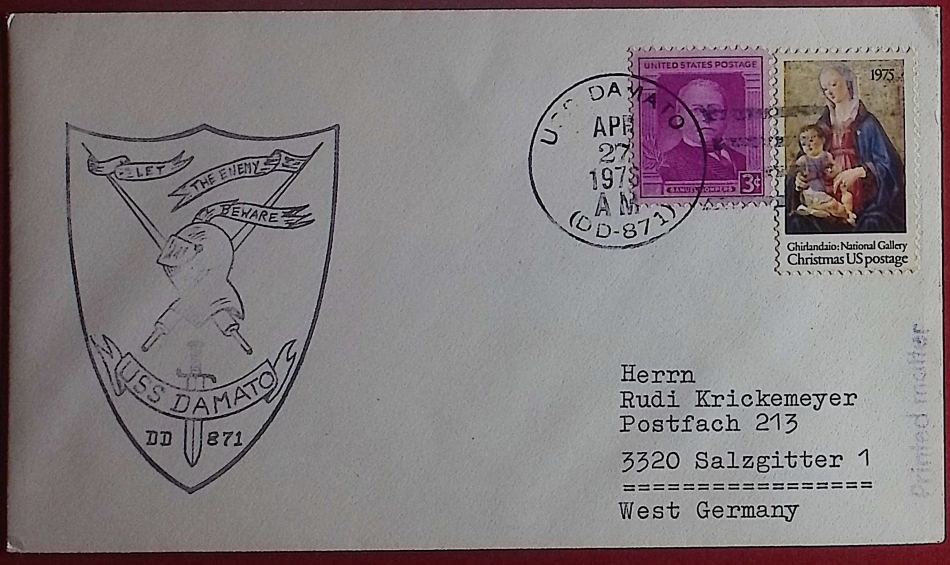 LET
THE ENEMY
BEWARE
USS DAMATO
DD 871
USS DAMATO
APR
27
AM
(DD-871)
UNITED STATES POSTAGE
SAMUEL GOMPERS
3¢
1975
Ghirlandaio: National Gallery
Christmas US postage
Herrn
Rudi Krickemeyer
Postfach 213
3320 Salzgitter 1
=================
West Germany
Printed matter